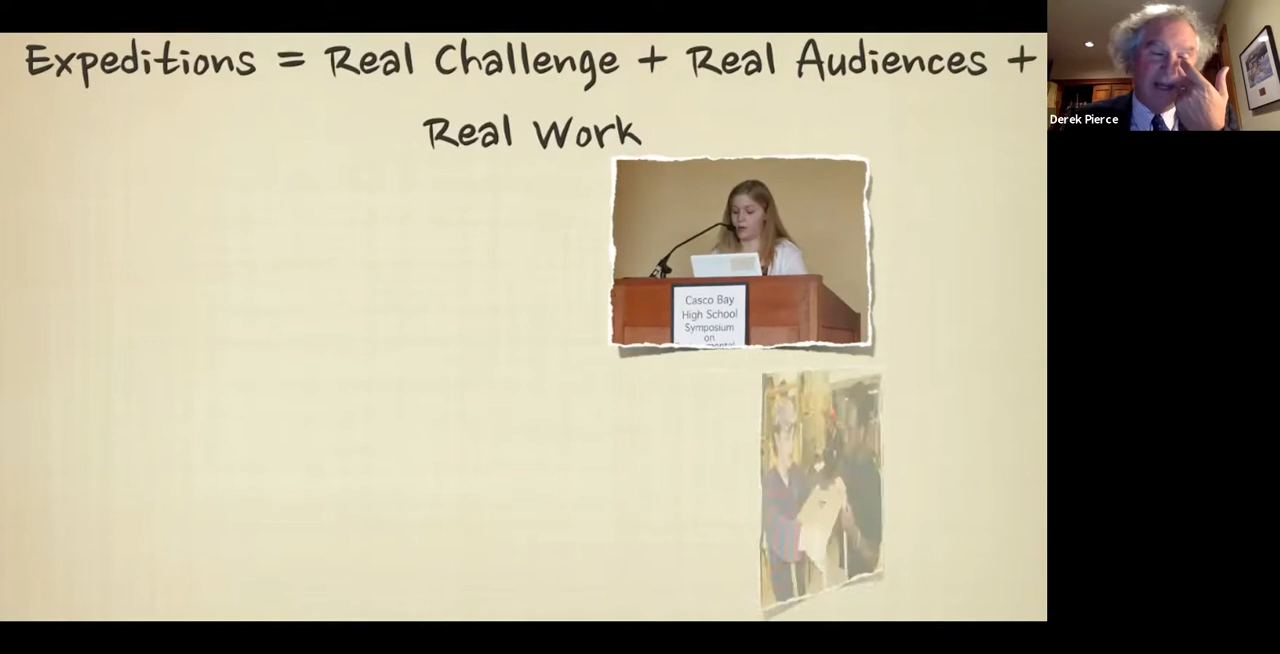 Expeditions = Real Challenge + Real Audiences +
Real Work
Derek Pierce
Casco Bay
High School
Symposium
on